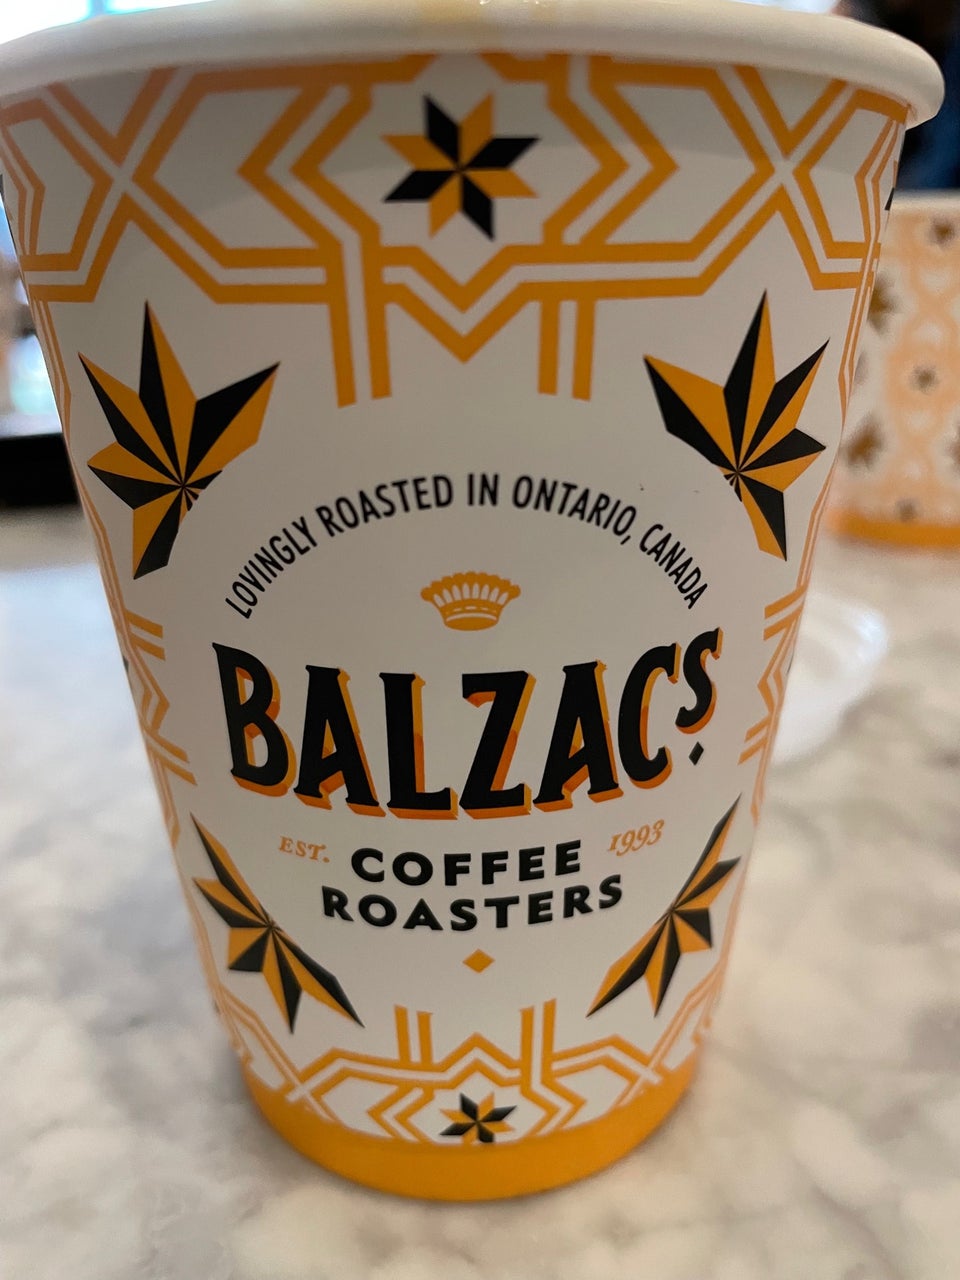 LOVINGLY ROASTED IN ONTARIO, CANADA
BALZAC'S
EST. COFFEE 1993
ROASTERS